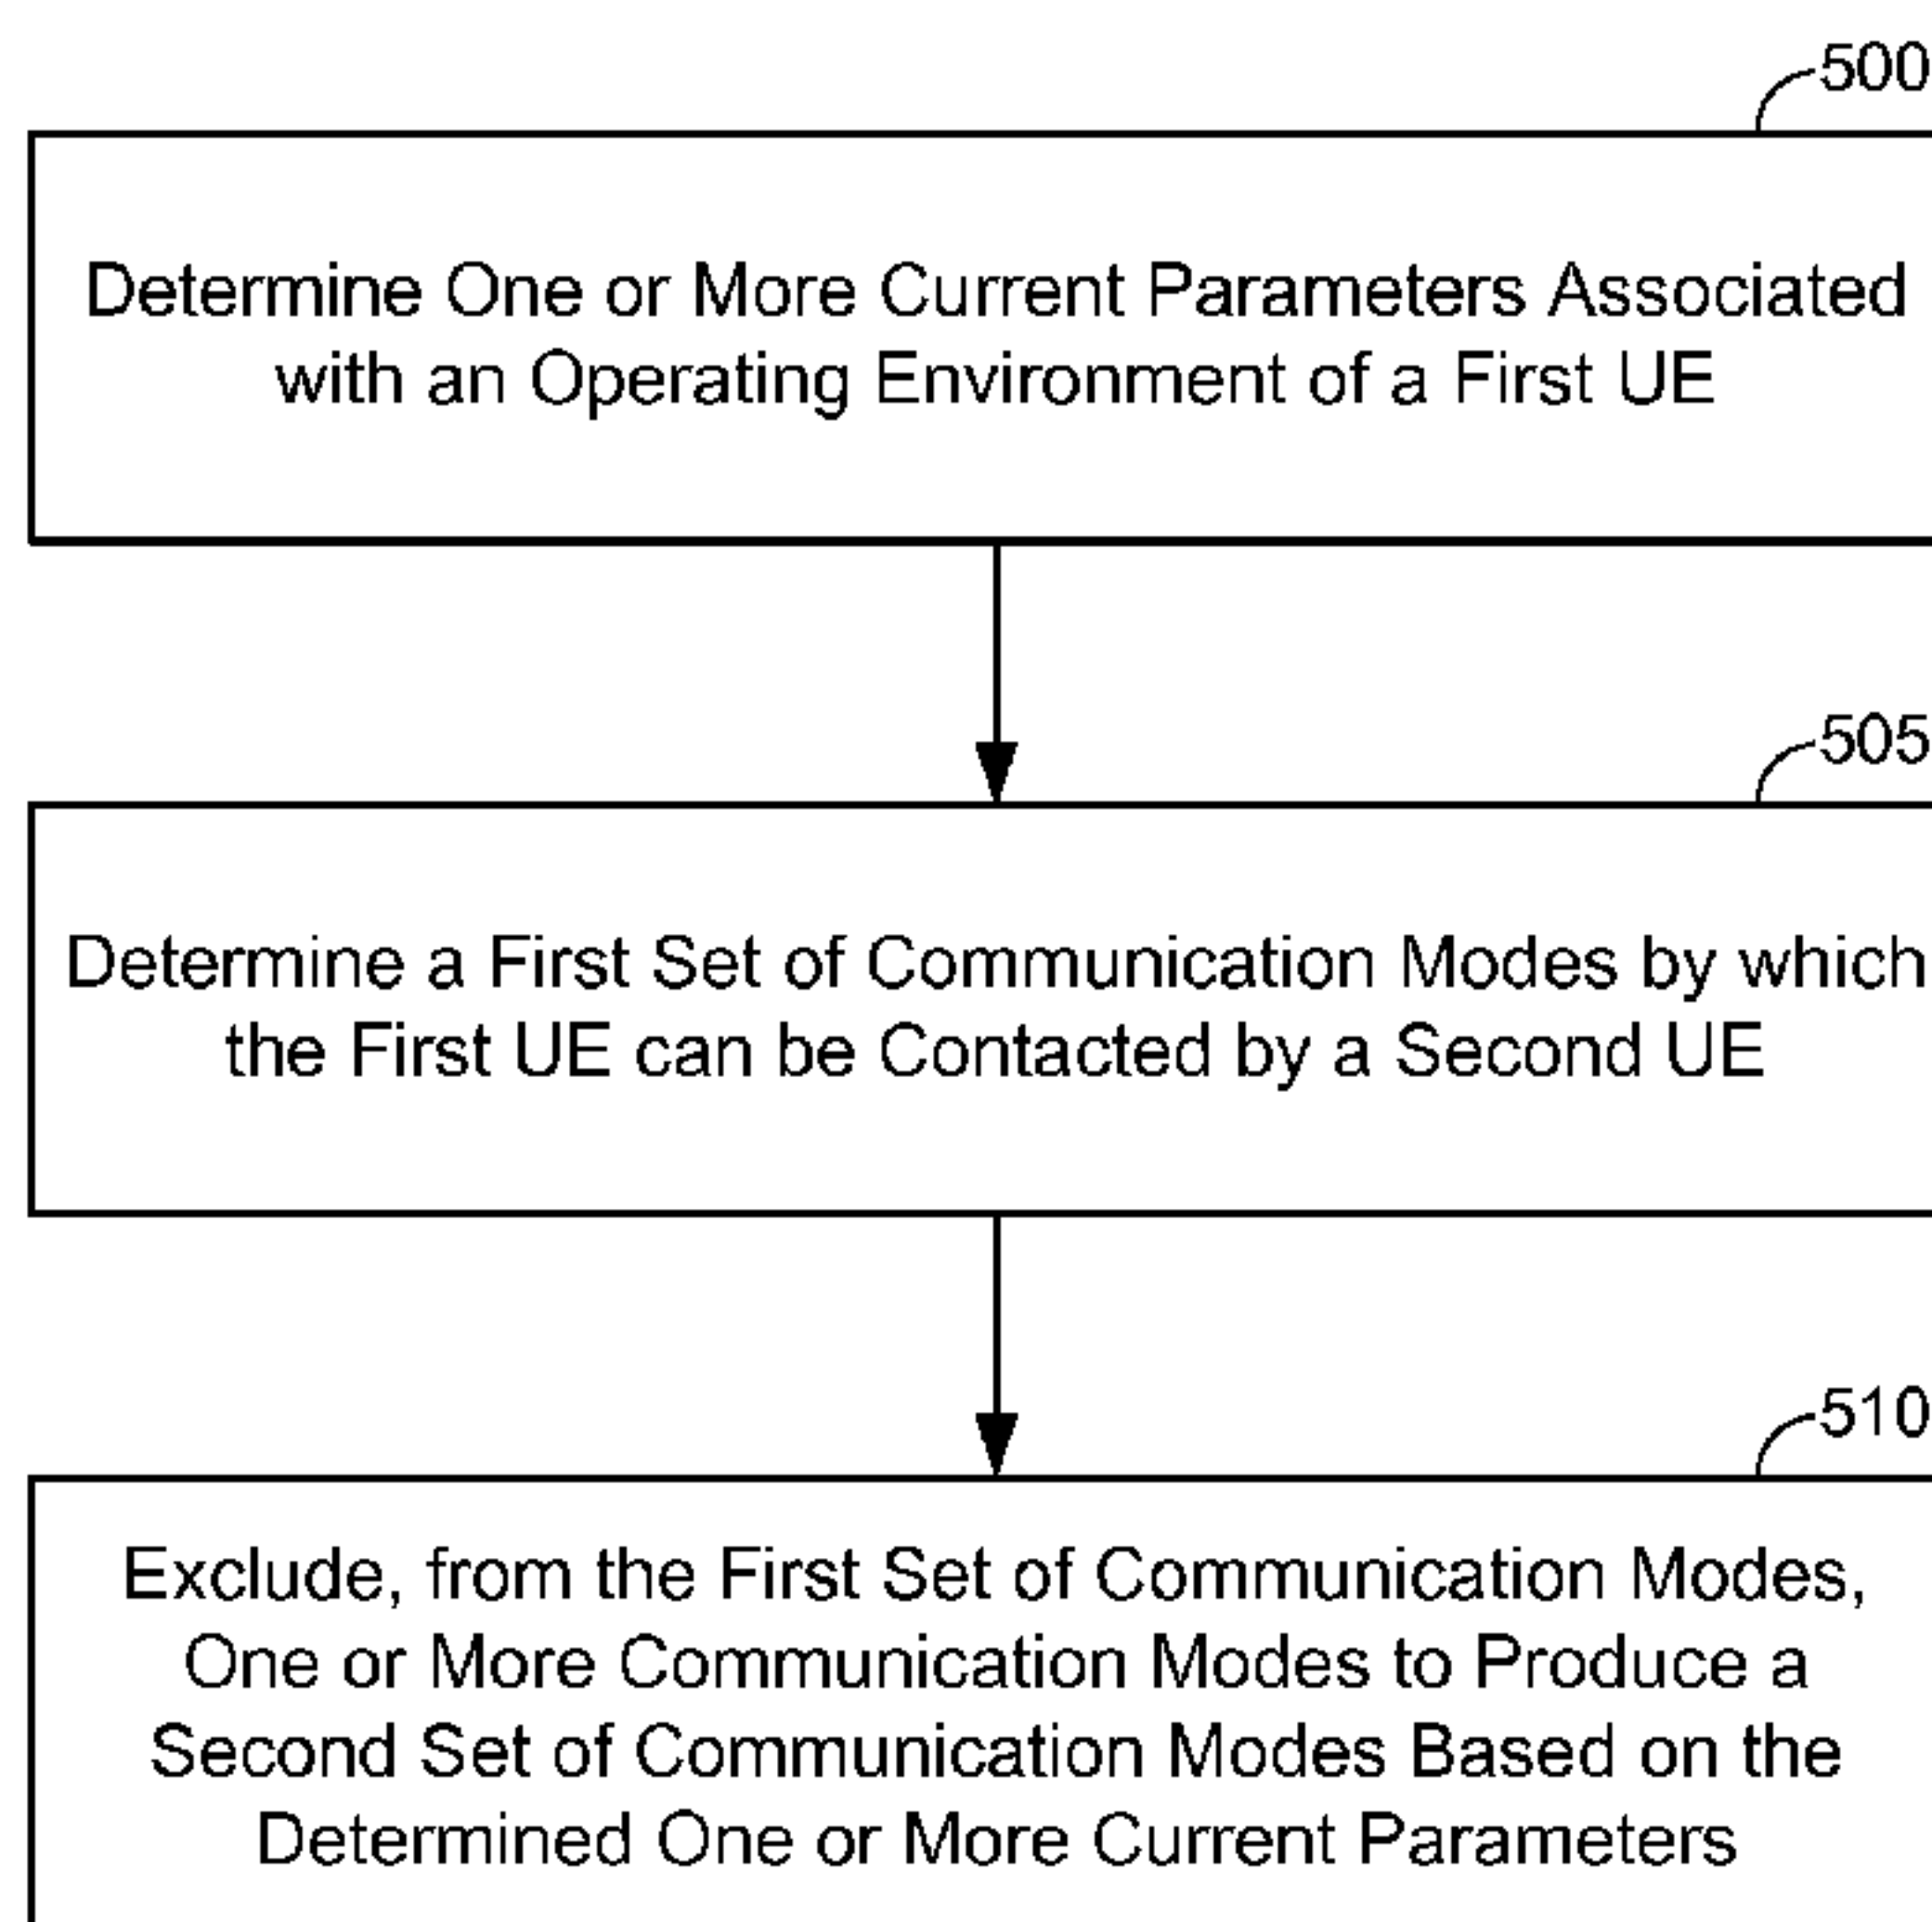 500
Determine One or More Current Parameters Associated
with an Operating Environment of a First UE
505
Determine a First Set of Communication Modes by which
the First UE can be Contacted by a Second UE
510
Exclude, from the First Set of Communication Modes,
One or More Communication Modes to Produce a
Second Set of Communication Modes Based on the
Determined One or More Current Parameters